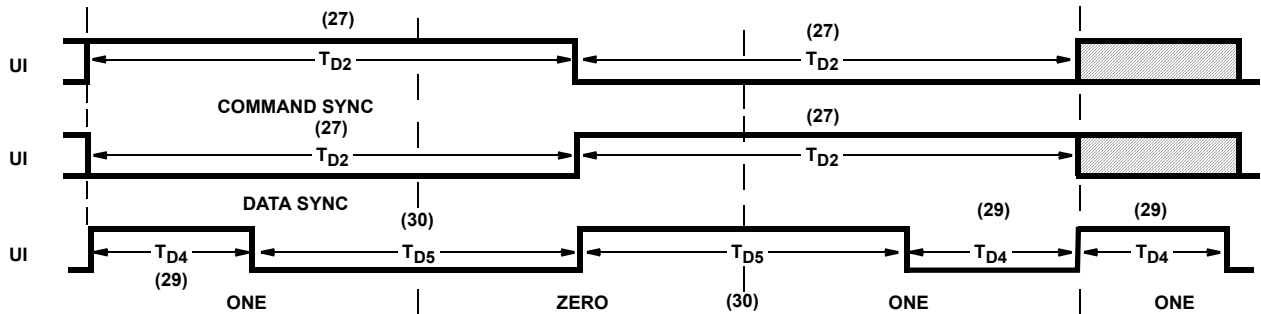 (27) (27)
UI TD2 TD2
COMMAND SYNC
(27) (27)
UI TD2 TD2
DATA SYNC
(30) (29) (29)
UI TD4 TD5 TD5 TD4 TD4
(29)
ONE ZERO (30) ONE ONE